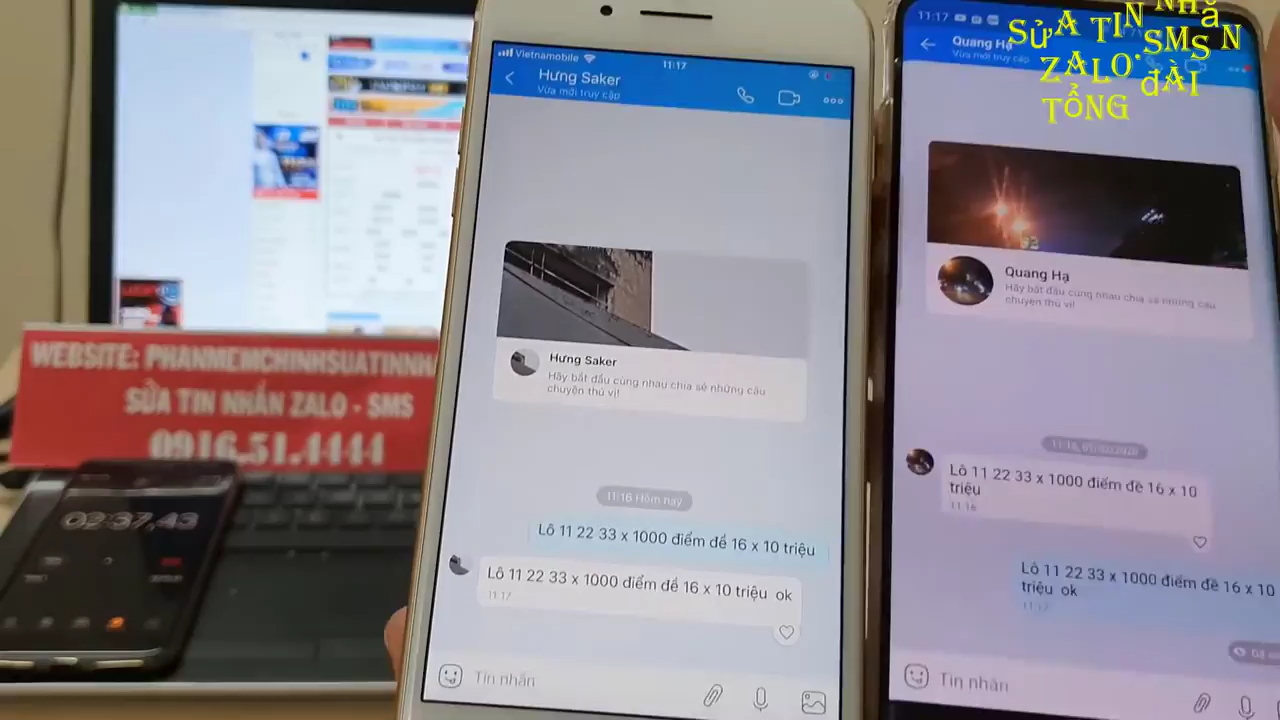 SỬA TIN NHẮN
ZALO. SMS
TỔNG ĐÀI
Vietnamobile
11:17
Hưng Saker
Vừa mới truy cập
Hưng Saker
Hãy bắt đầu cùng nhau chia sẻ những câu
chuyện thú vị!
11:16 Hôm nay
Lô 11 22 33 x 1000 điểm đề 16 x 10 triệu
Lô 11 22 33 x 1000 điểm đề 16 x 10 triệu ok
11:17
Tin nhắn
11:17
Quang Hạ
Vừa mới truy cập
Quang Hạ
Hãy bắt đầu cùng nhau chia sẻ những câu
chuyện thú vị!
Lô 11 22 33 x 1000 điểm đề 16 x 10
triệu
11:16
Lô 11 22 33 x 1000 điểm đề 16 x 10
triệu ok
11:17
Tin nhắn
WEBSITE: PHANMEMCHINHSUATINNHA
SỬA TIN NHẮN ZALO - SMS
0916.51.4444
02:37,43